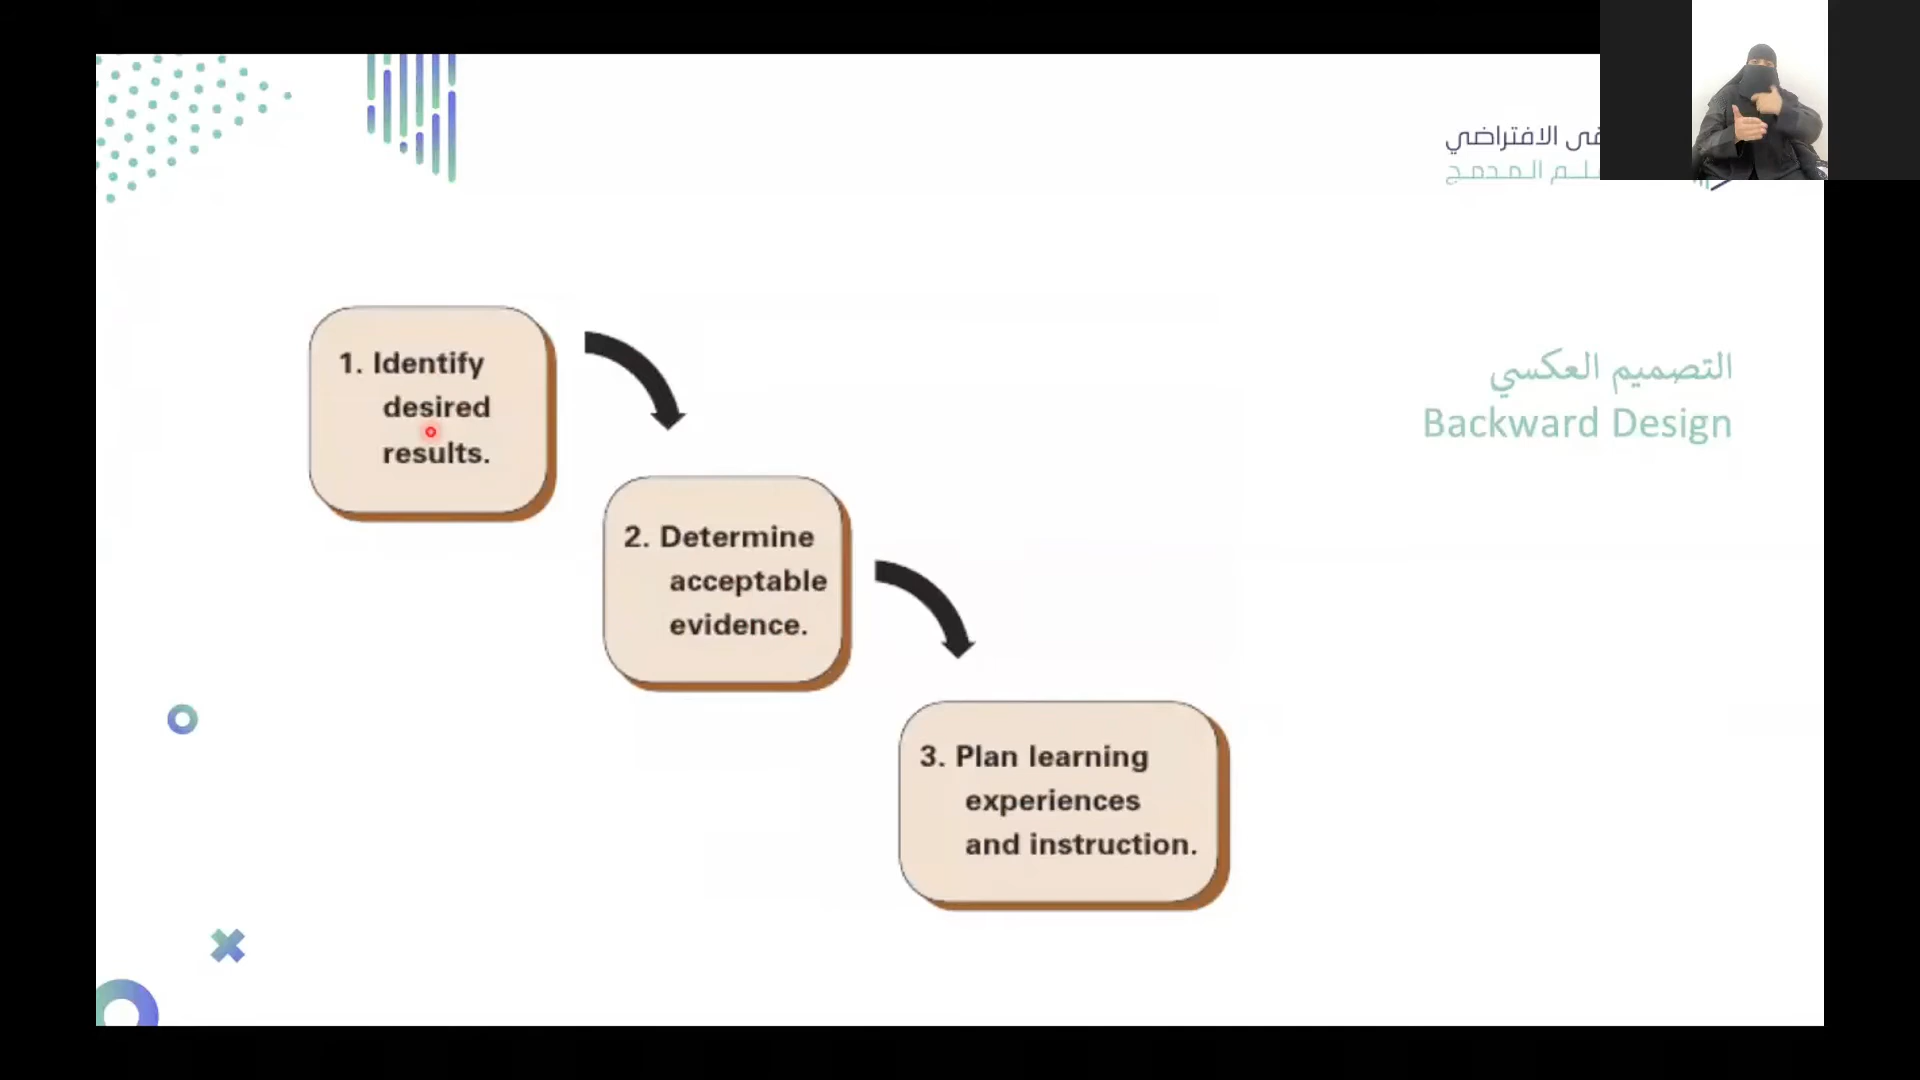 الافتراضي
المدمج
التصميم العكسي
Backward Design
1. Identify
desired
results.
2. Determine
acceptable
evidence.
3. Plan learning
experiences
and instruction.